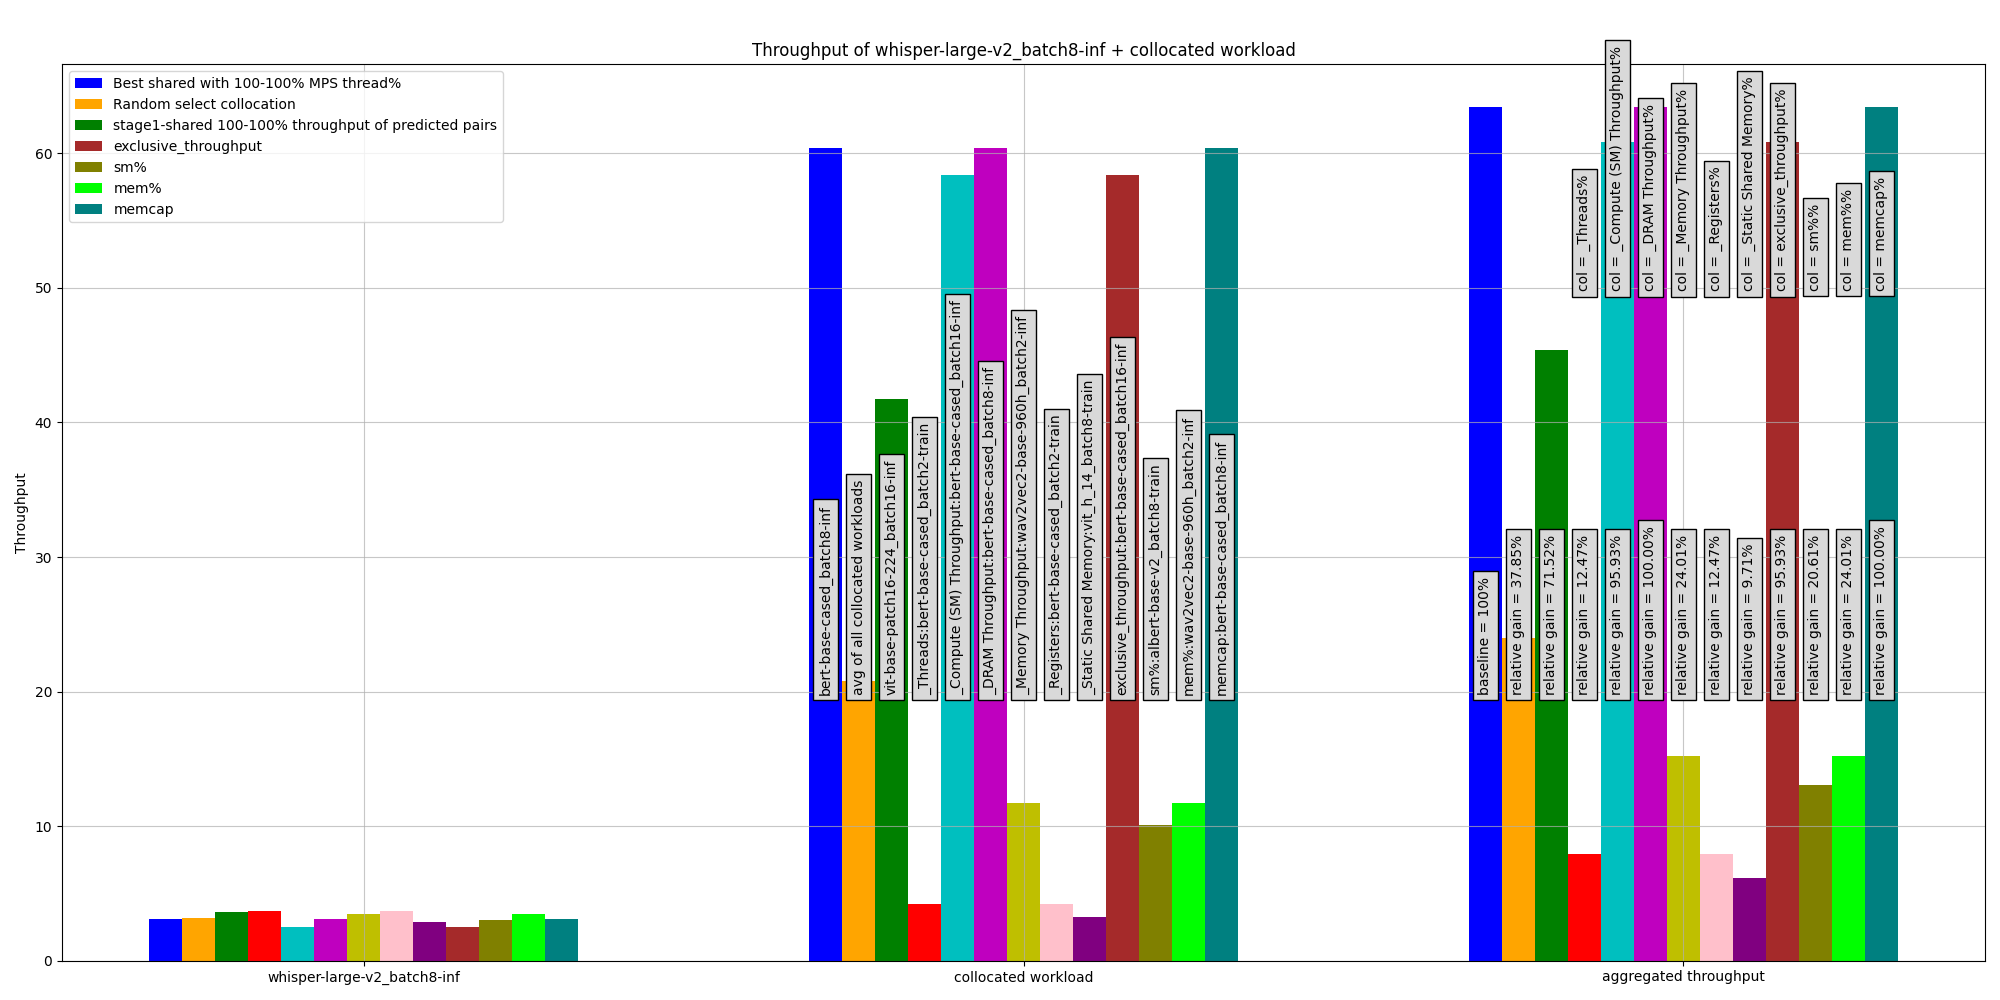 Throughput of whisper-large-v2_batch8-inf + collocated workload
Best shared with 100-100% MPS thread%
Random select collocation
stage1-shared 100-100% throughput of predicted pairs
exclusive_throughput
sm%
mem%
memcap
Throughput
60
50
40
30
20
10
0
bert-base-cased_batch8-inf
avg of all collocated workloads
vit-base-patch16-224_batch16-inf
_Threads:bert-base-cased_batch2-train
_Compute (SM) Throughput:bert-base-cased_batch16-inf
_DRAM Throughput:bert-base-cased_batch8-inf
_Memory Throughput:wav2vec2-base-960h_batch2-inf
_Registers:bert-base-cased_batch2-train
_Static Shared Memory:vit_h_14_batch8-train
exclusive_throughput:bert-base-cased_batch16-inf
sm%:albert-base-v2_batch8-train
mem%:wav2vec2-base-960h_batch2-inf
memcap:bert-base-cased_batch8-inf
col = _Threads%
col = _Compute (SM) Throughput%
col = _DRAM Throughput%
col = _Memory Throughput%
col = _Registers%
col = _Static Shared Memory%
col = exclusive_throughput%
col = sm%%
col = mem%%
col = memcap%
baseline = 100%
relative gain = 37.85%
relative gain = 71.52%
relative gain = 12.47%
relative gain = 95.93%
relative gain = 100.00%
relative gain = 24.01%
relative gain = 12.47%
relative gain = 9.71%
relative gain = 95.93%
relative gain = 20.61%
relative gain = 24.01%
relative gain = 100.00%
whisper-large-v2_batch8-inf
collocated workload
aggregated throughput